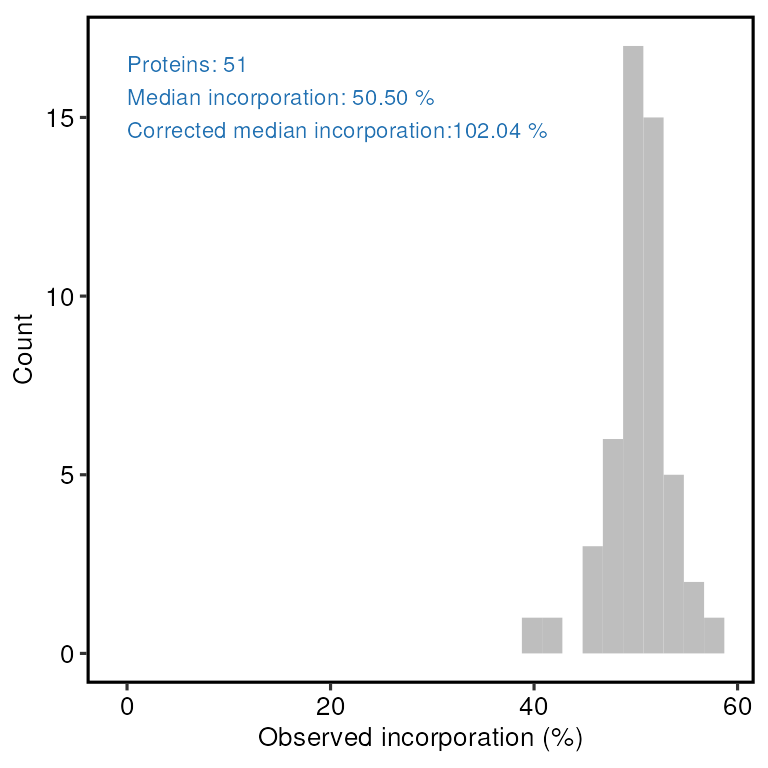 Proteins: 51
Median incorporation: 50.50 %
Corrected median incorporation:102.04 %
15
10
5
0
Count
0 20 40 60
Observed incorporation (%)